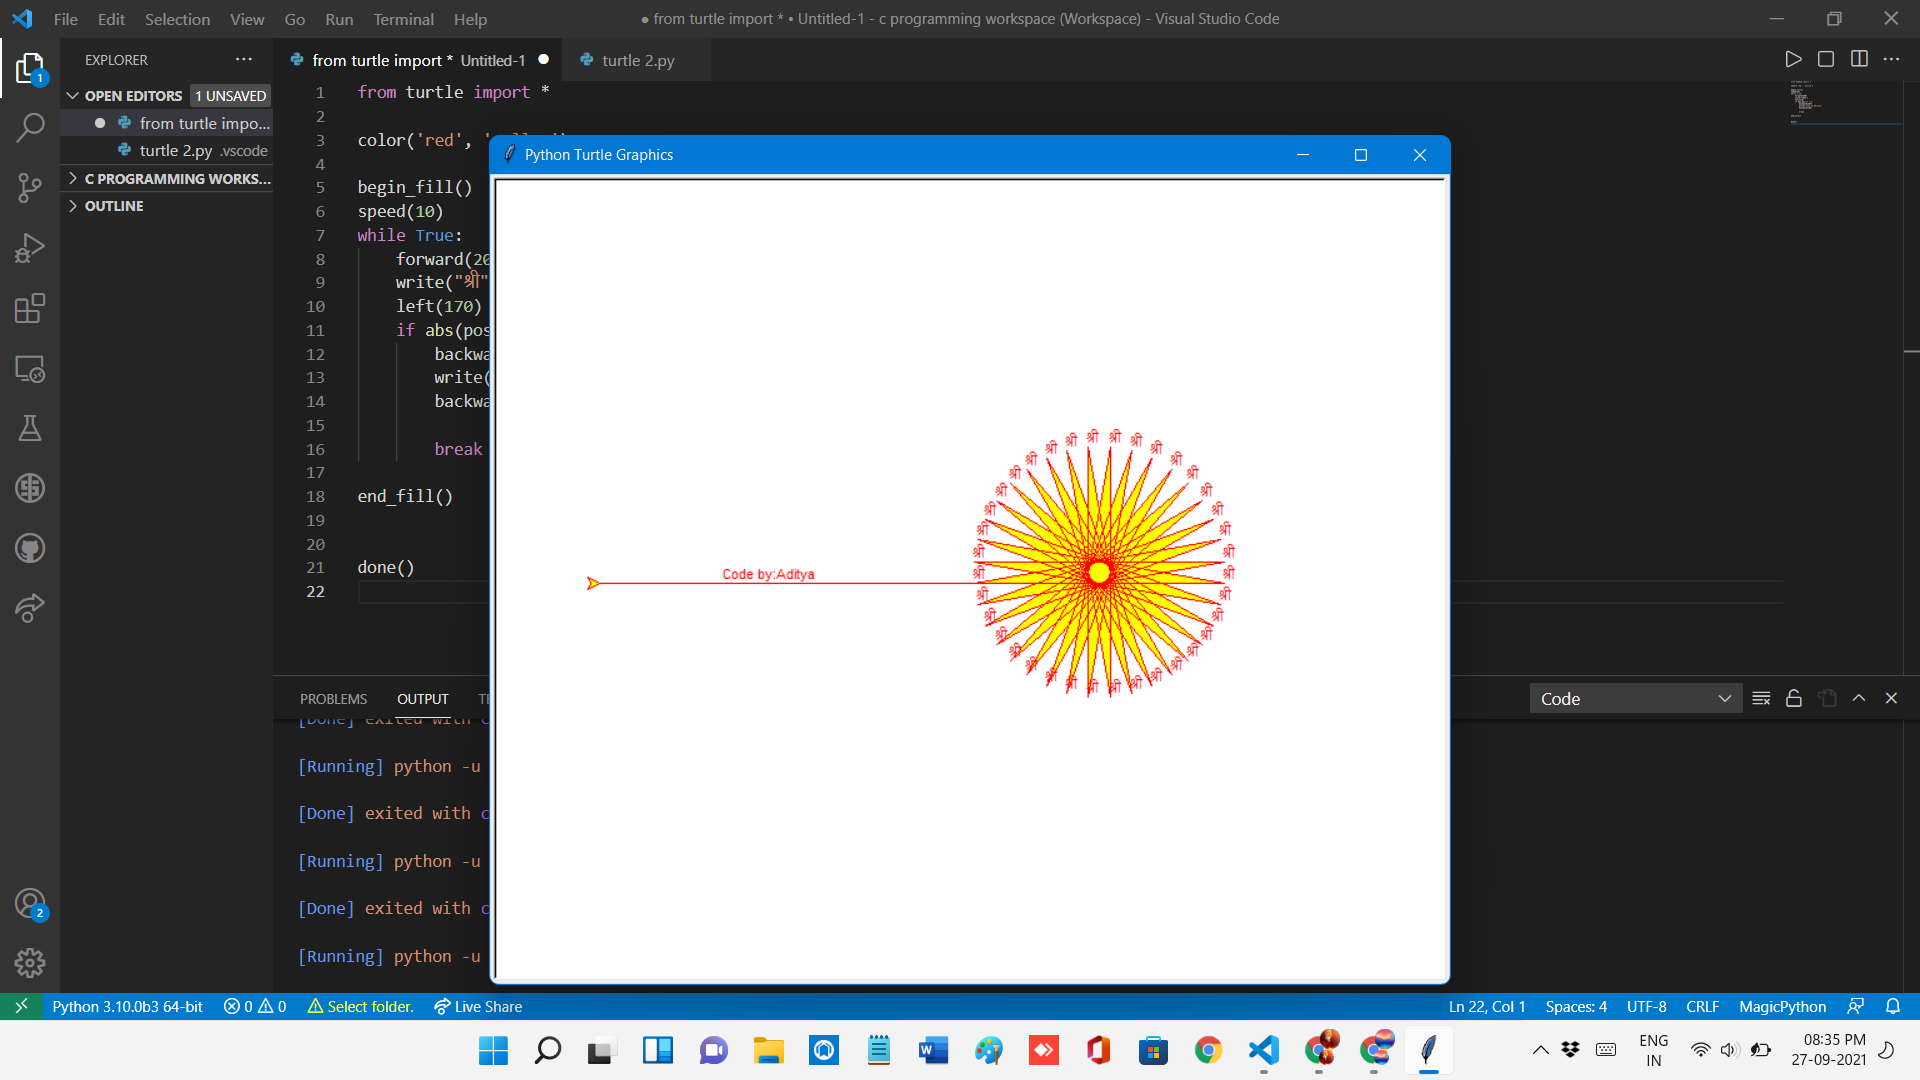 File Edit Selection View Go Run Terminal Help
● from turtle import * • Untitled-1 - c programming workspace (Workspace) - Visual Studio Code
EXPLORER
from turtle import * Untitled-1
turtle 2.py
OPEN EDITORS 1 UNSAVED
from turtle impo...
turtle 2.py .vscode
C PROGRAMMING WORKS...
OUTLINE
1 from turtle import *
2
3 color('red', '
4
5 begin_fill()
6 speed(10)
7 while True:
8 forward(20
9 write("श्री"
10 left(170)
11 if abs(pos
12 backwa
13 write(
14 backwa
15
16 break
17
18 end_fill()
19
20
21 done()
22
Python Turtle Graphics
श्री श्री श्री श्री श्री श्री श्री श्री श्री श्री श्री श्री श्री श्री श्री श्री श्री श्री श्री श्री श्री श्री श्री श्री श्री श्री श्री श्री श्री श्री श्री श्री श्री श्री श्री श्री
Code by:Aditya
PROBLEMS OUTPUT
Code
[Done] exited with c
[Running] python -u
[Done] exited with c
[Running] python -u
[Done] exited with c
[Running] python -u
Python 3.10.0b3 64-bit 0 0 Select folder. Live Share
Ln 22, Col 1 Spaces: 4 UTF-8 CRLF MagicPython
ENG
IN
08:35 PM
27-09-2021